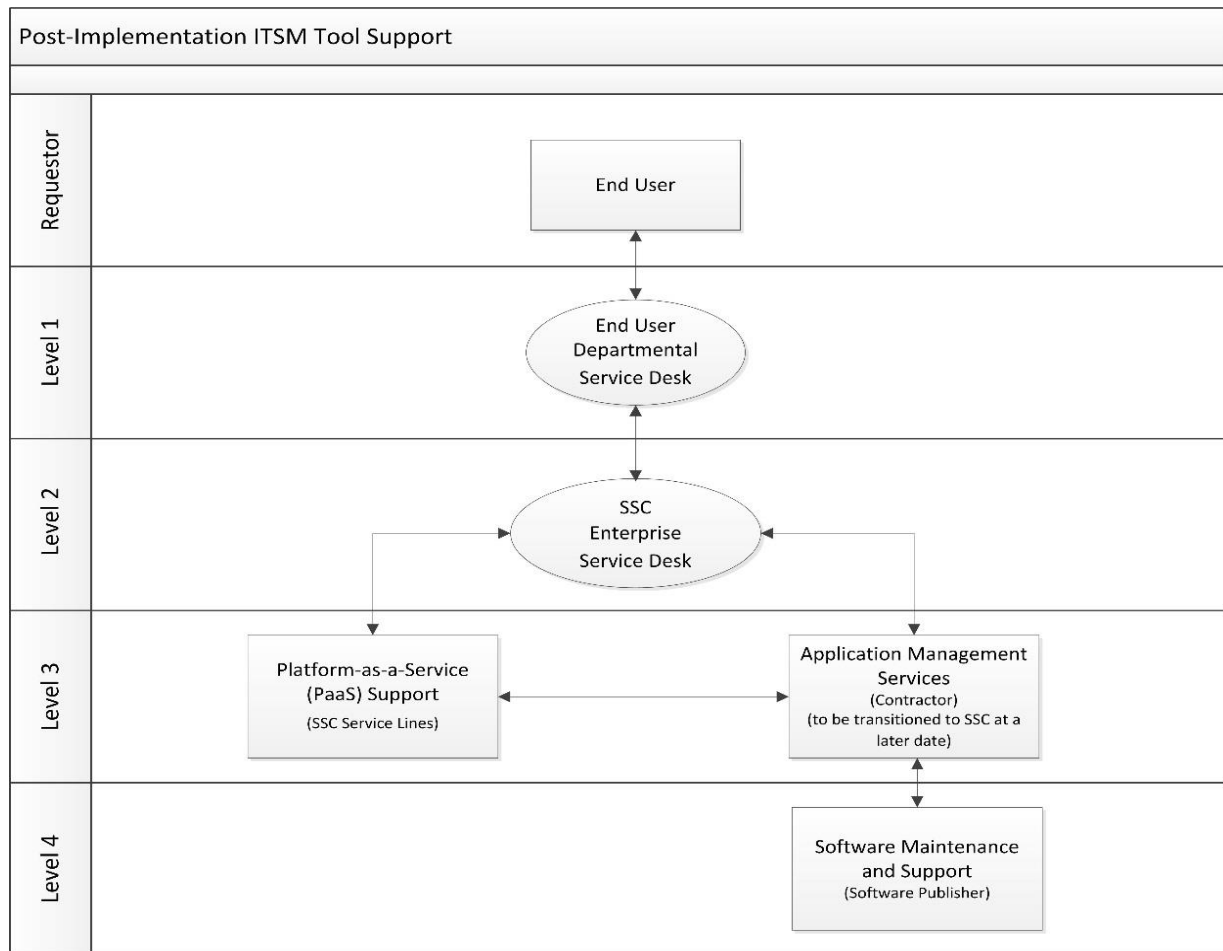 Post-Implementation ITSM Tool Support
Requestor
End User
Level 1
End User
Departmental
Service Desk
Level 2
SSC
Enterprise
Service Desk
Level 3
Platform-as-a-Service
(PaaS) Support
(SSC Service Lines)
Application Management
Services
(Contractor)
(to be transitioned to SSC at a
later date)
Level 4
Software Maintenance
and Support
(Software Publisher)